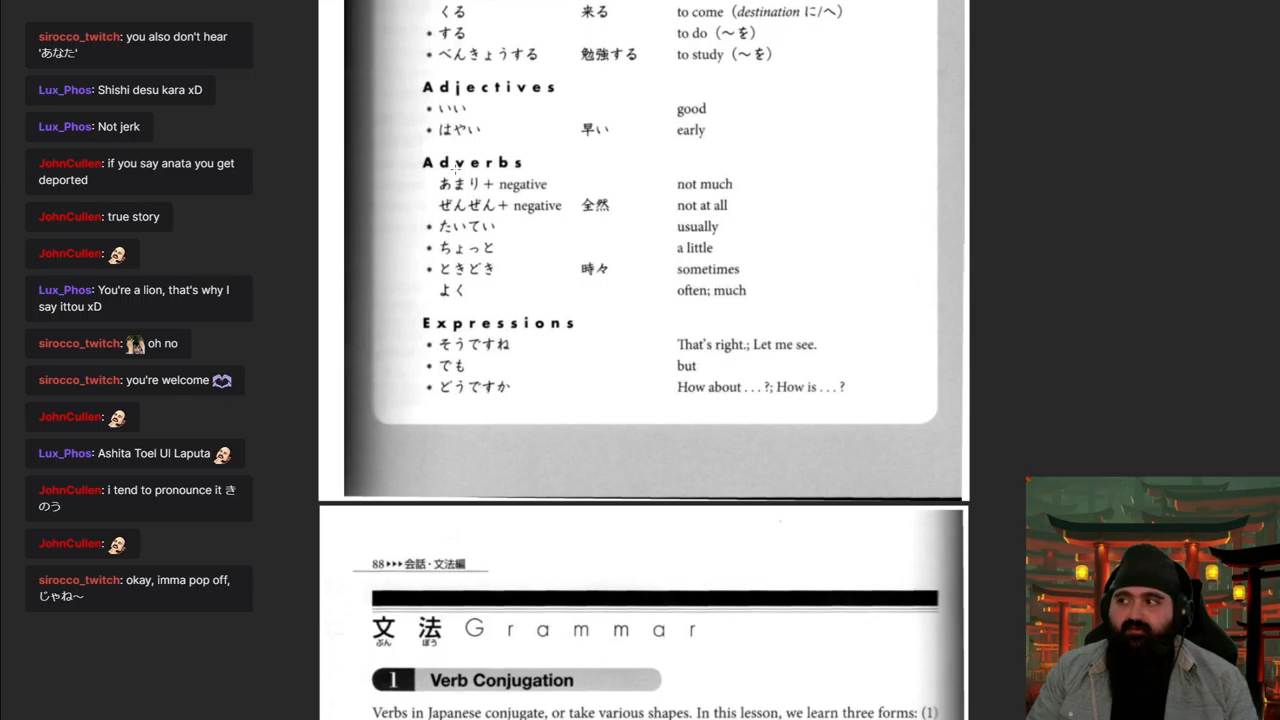 sirocco_twitch: you also don't hear
'あなた'
Lux_Phos: Shishi desu kara xD
Lux_Phos: Not jerk
JohnCullen: if you say anata you get
deported
JohnCullen: true story
JohnCullen:
Lux_Phos: You're a lion, that's why I
say ittou xD
sirocco_twitch: oh no
sirocco_twitch: you're welcome
JohnCullen:
Lux_Phos: Ashita Toel Ul Laputa
JohnCullen: i tend to pronounce it き
のう
JohnCullen:
sirocco_twitch: okay, imma pop off,
じゃね〜
くる 来る to come (destination に/へ)
• する to do (〜を)
• べんきょうする 勉強する to study (〜を)
Adjectives
• いい good
• はやい 早い early
Adverbs
あまり + negative not much
ぜんぜん + negative 全然 not at all
• たいてい usually
• ちょっと a little
• ときどき 時々 sometimes
よく often; much
Expressions
• そうですね That's right.; Let me see.
• でも but
• どうですか How about . . . ?; How is . . . ?
88▸▸▸会話・文法編
文法 Grammar
ぶん ぽう
1 Verb Conjugation
Verbs in Japanese conjugate, or take various shapes. In this lesson, we learn three forms: (1)